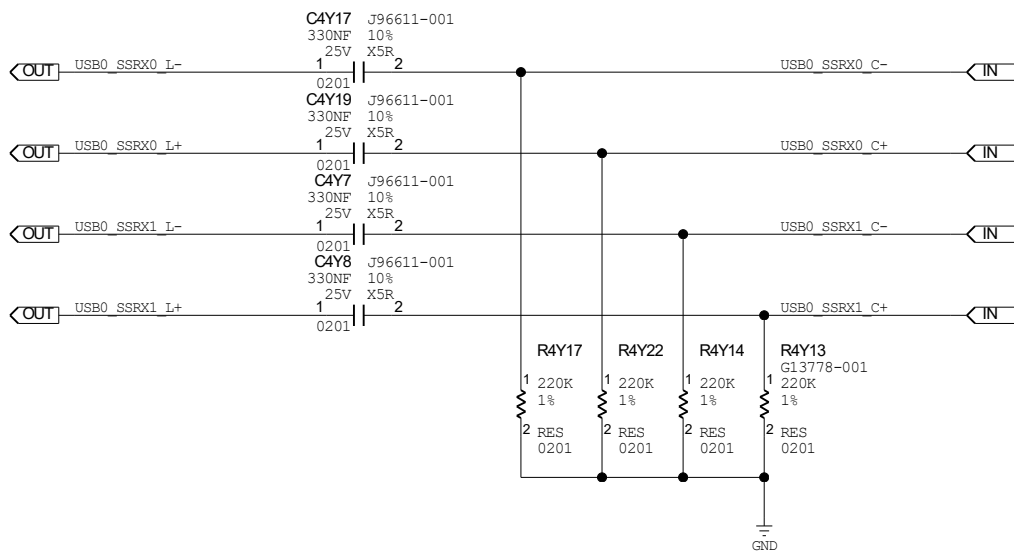 C4Y17 J96611-001
330NF 10%
25V X5R
OUT USB0_SSRX0_L- 1 2 USB0_SSRX0_C- IN
0201
C4Y19 J96611-001
330NF 10%
25V X5R
OUT USB0_SSRX0_L+ 1 2 USB0_SSRX0_C+ IN
0201
C4Y7 J96611-001
330NF 10%
25V X5R
OUT USB0_SSRX1_L- 1 2 USB0_SSRX1_C- IN
0201
C4Y8 J96611-001
330NF 10%
25V X5R
OUT USB0_SSRX1_L+ 1 2 USB0_SSRX1_C+ IN
0201
R4Y17 R4Y22 R4Y14 R4Y13
G13778-001
1 220K 1 220K 1 220K 1 220K
1% 1% 1% 1%
2 RES 2 RES 2 RES 2 RES
0201 0201 0201 0201
GND